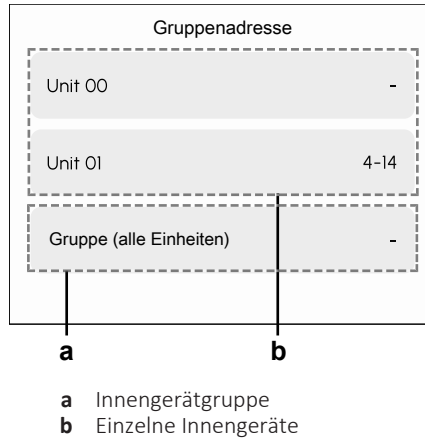 Gruppenadresse
Unit 00 -
Unit 01 4-14
Gruppe (alle Einheiten) -
a b
a Innengerätgruppe
b Einzelne Innengeräte